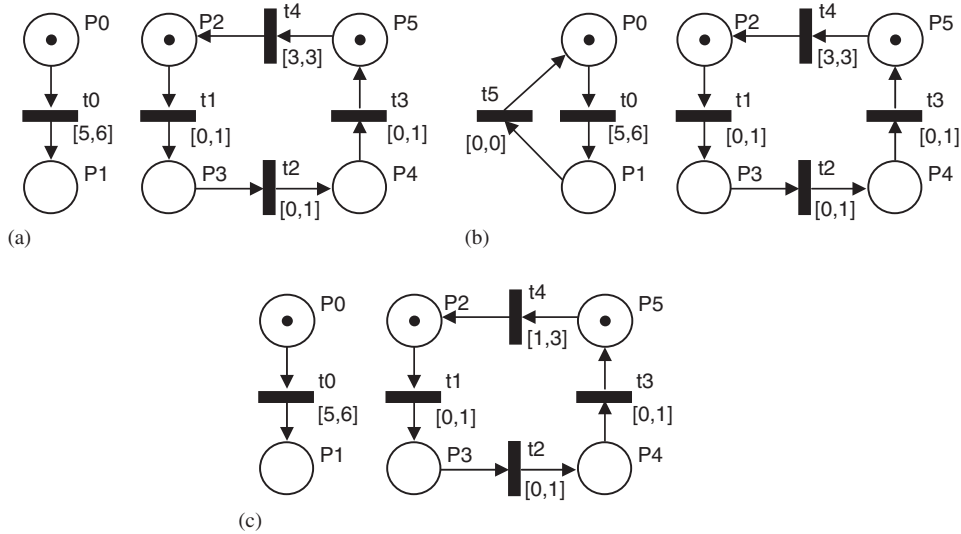 P0 P2 t4 P5
[3,3]
t0 t1 t3
[5,6] [0,1] [0,1]
P1 P3 t2 P4
[0,1]
(a)
P0 P2 t4 P5
[3,3]
t5 t0 t1 t3
[0,0] [5,6] [0,1] [0,1]
P1 P3 t2 P4
[0,1]
(b)
P0 P2 t4 P5
[1,3]
t0 t1 t3
[5,6] [0,1] [0,1]
P1 P3 t2 P4
[0,1]
(c)